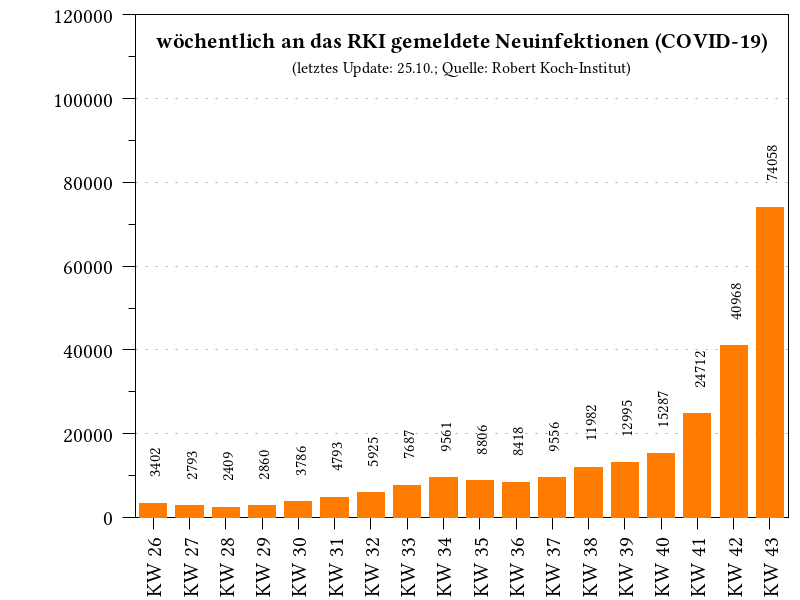 wöchentlich an das RKI gemeldete Neuinfektionen (COVID-19)
(letztes Update: 25.10.; Quelle: Robert Koch-Institut)
120000
100000
80000
60000
40000
20000
0
3402
2793
2409
2860
3786
4793
5925
7687
9561
8806
8418
9556
11982
12995
15287
24712
40968
74058
KW 26
KW 27
KW 28
KW 29
KW 30
KW 31
KW 32
KW 33
KW 34
KW 35
KW 36
KW 37
KW 38
KW 39
KW 40
KW 41
KW 42
KW 43